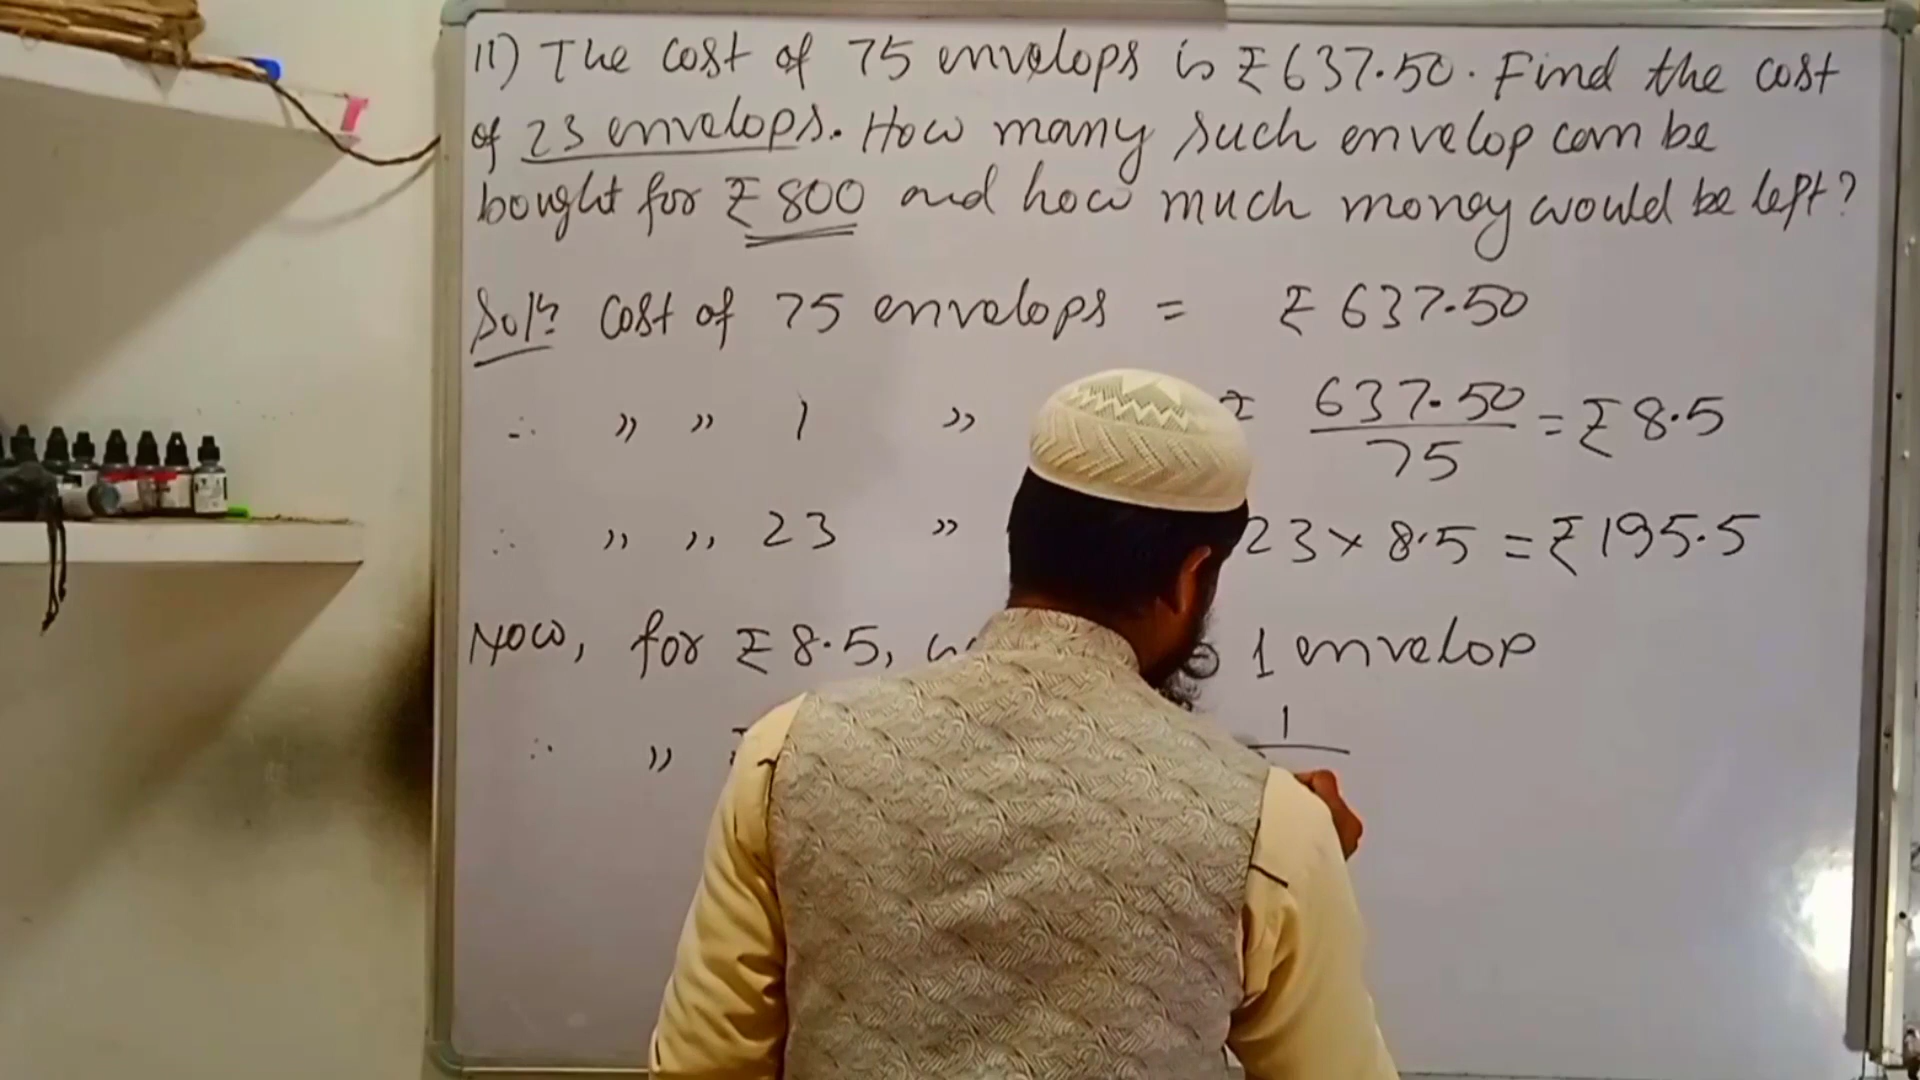 11) The cost of 75 envelops is ₹637.50. Find the cost
of 23 envelops. How many such envelop can be
bought for ₹800 and how much money would be left?
Solⁿ: cost of 75 envelops = ₹637.50
∴ " " 1 " 637.50/75 = ₹8.5
∴ " " 23 " 23 × 8.5 = ₹195.5
Now, for ₹8.5, 1 envelop
∴ " 1